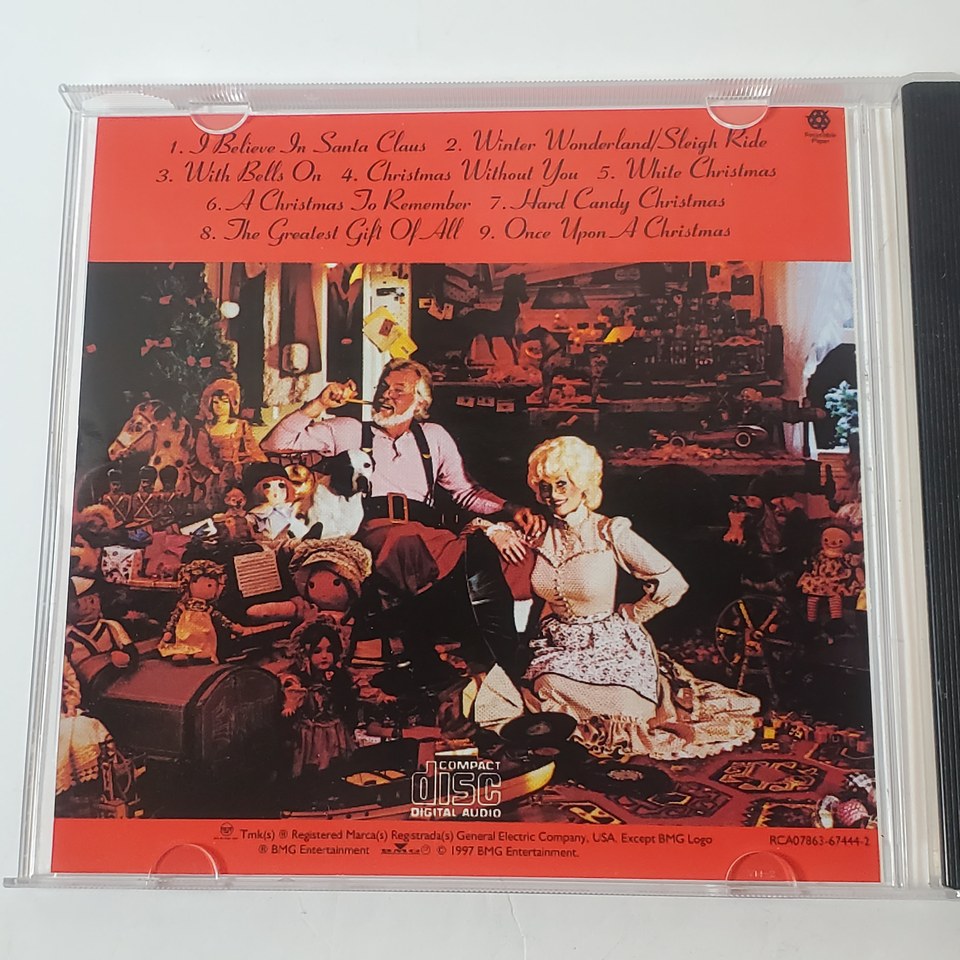 1. I Believe In Santa Claus 2. Winter Wonderland/Sleigh Ride
3. With Bells On 4. Christmas Without You 5. White Christmas
6. A Christmas To Remember 7. Hard Candy Christmas
8. The Greatest Gift Of All 9. Once Upon A Christmas
Recyclable
Paper
COMPACT
disc
DIGITAL AUDIO
Tmk(s) ® Registered Marca(s) Registrada(s) General Electric Company, USA. Except BMG Logo
® BMG Entertainment BMG ® © 1997 BMG Entertainment.
RCA07863-67444-2